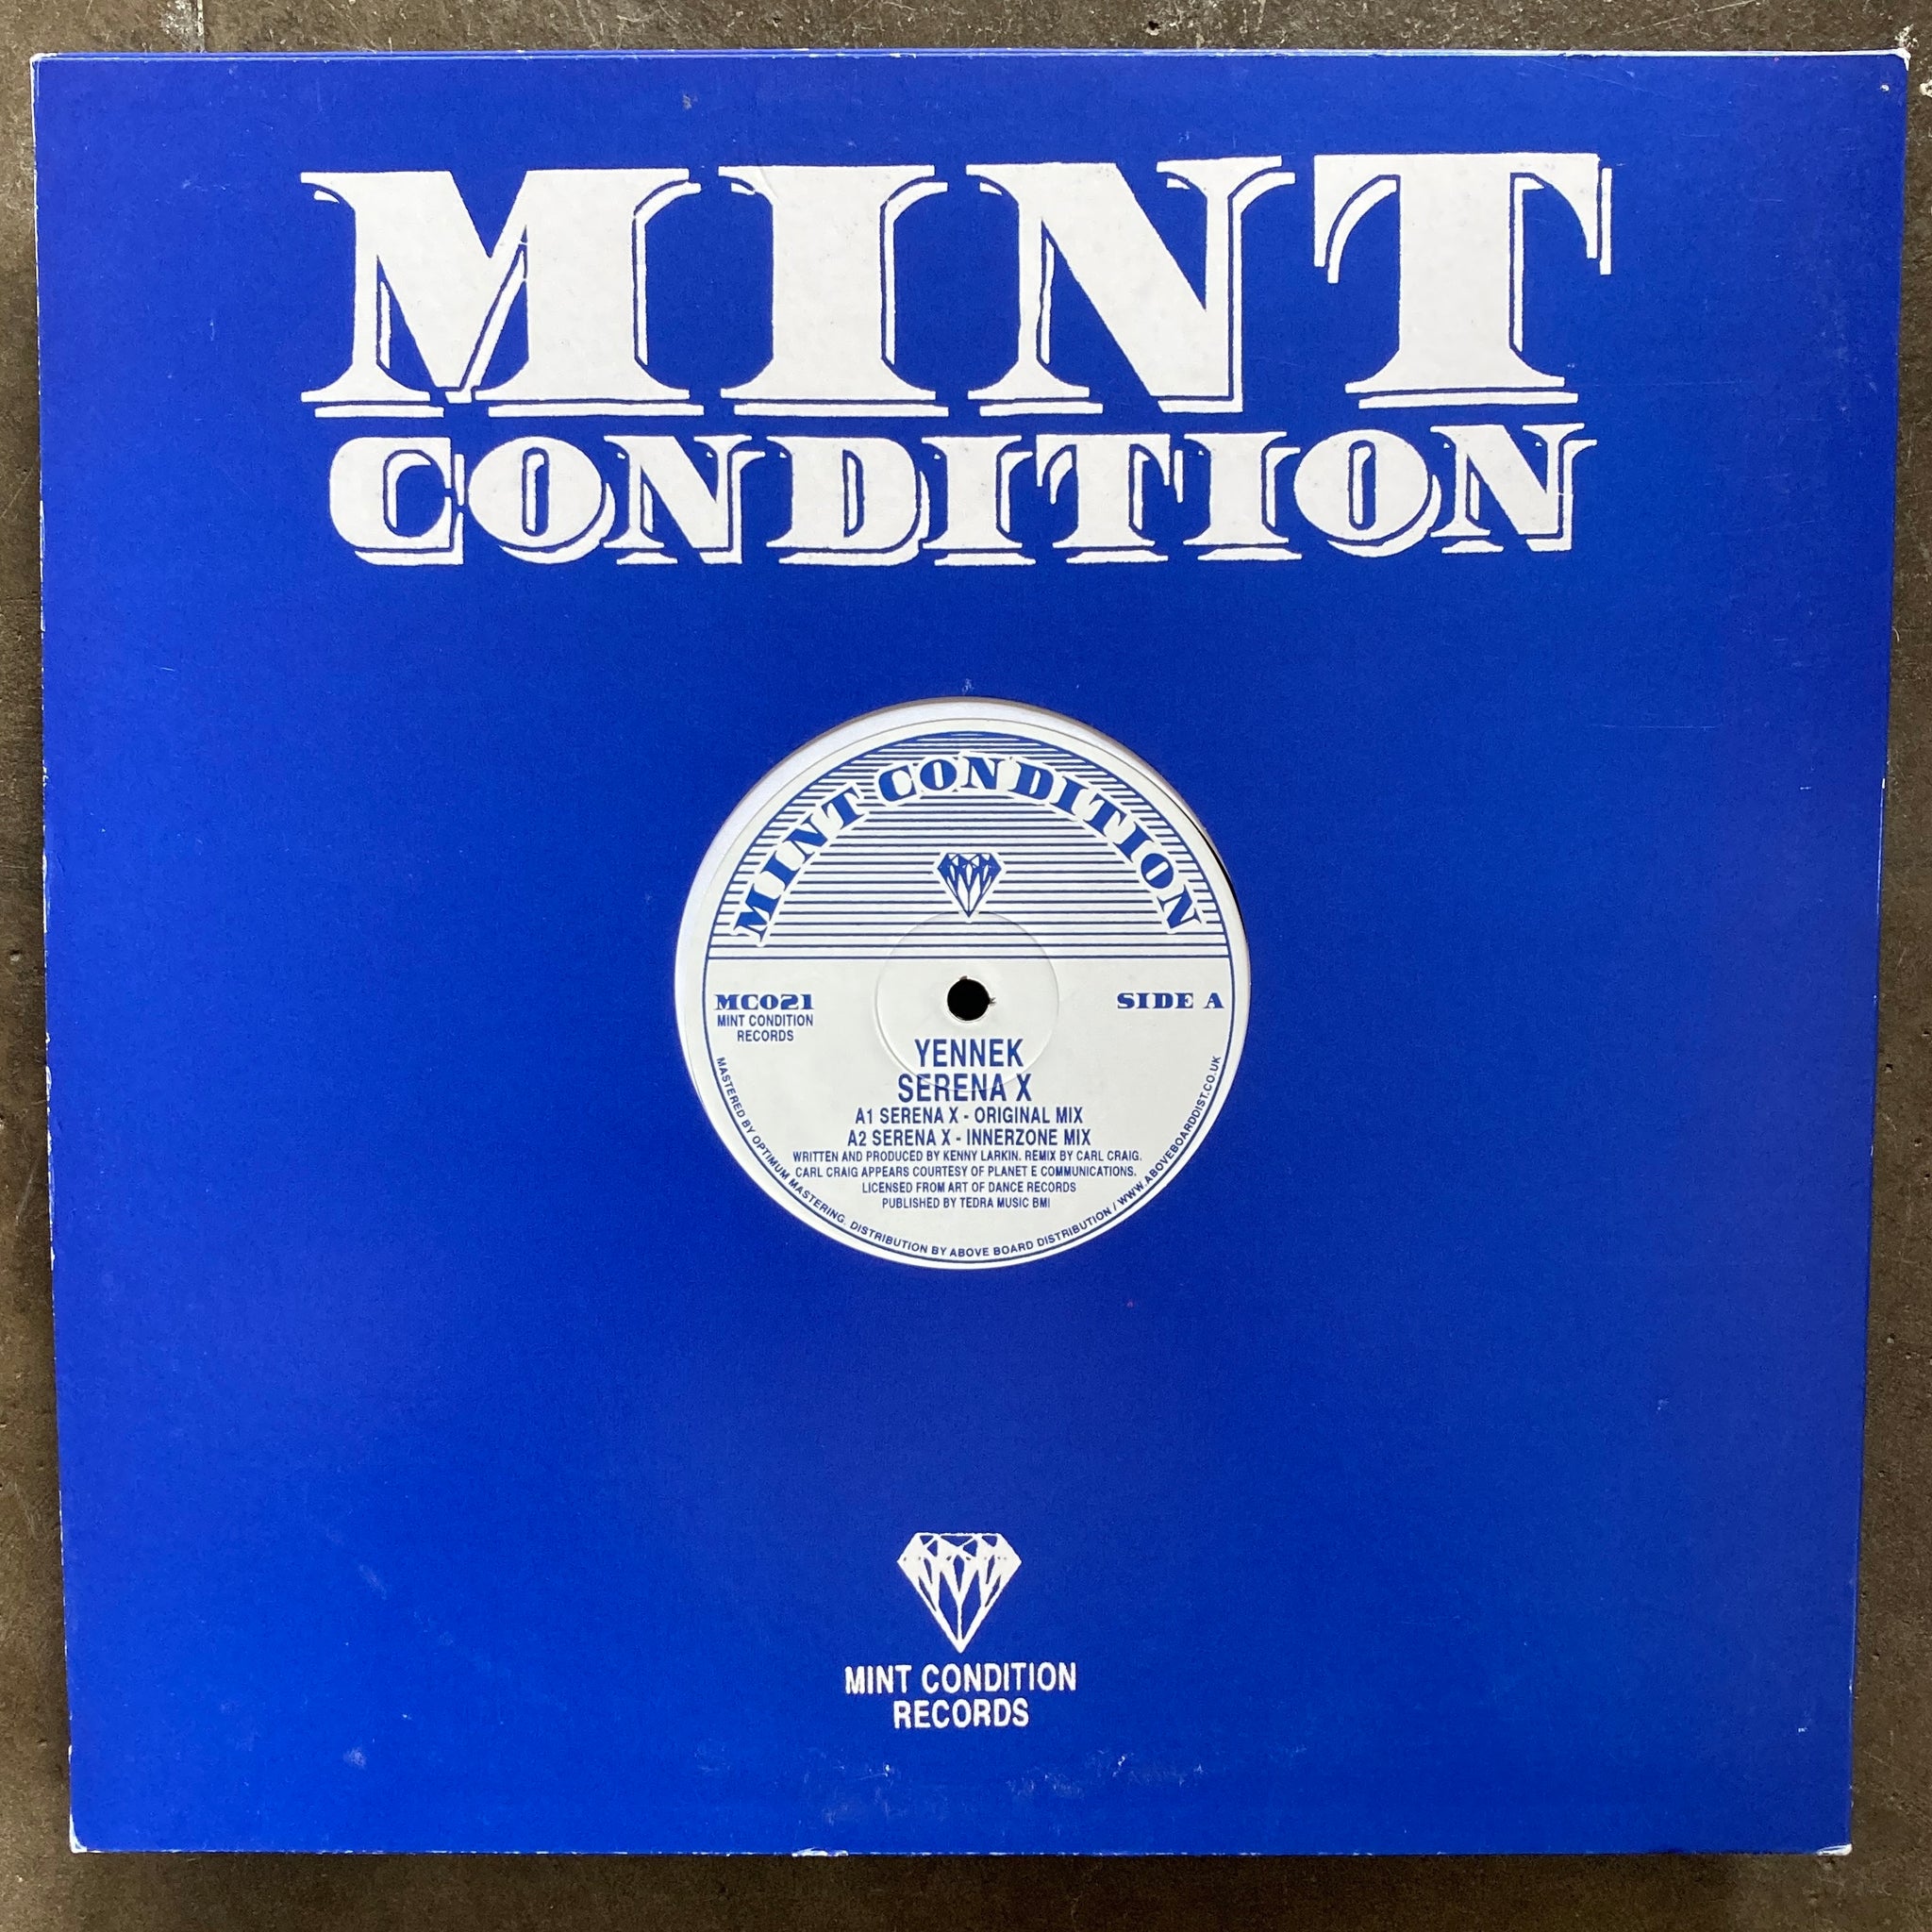 MINT
CONDITION
MINT CONDITION
MC021
MINT CONDITION
RECORDS
SIDE A
YENNEK
SERENA X
A1 SERENA X - ORIGINAL MIX
A2 SERENA X - INNERZONE MIX
WRITTEN AND PRODUCED BY KENNY LARKIN. REMIX BY CARL CRAIG.
CARL CRAIG APPEARS COURTESY OF PLANET E COMMUNICATIONS.
LICENSED FROM ART OF DANCE RECORDS
PUBLISHED BY TEDRA MUSIC BMI
MASTERED BY OPTIMUM MASTERING. DISTRIBUTION BY ABOVE BOARD DISTRIBUTION / WWW.ABOVEBOARDDIST.CO.UK
MINT CONDITION
RECORDS